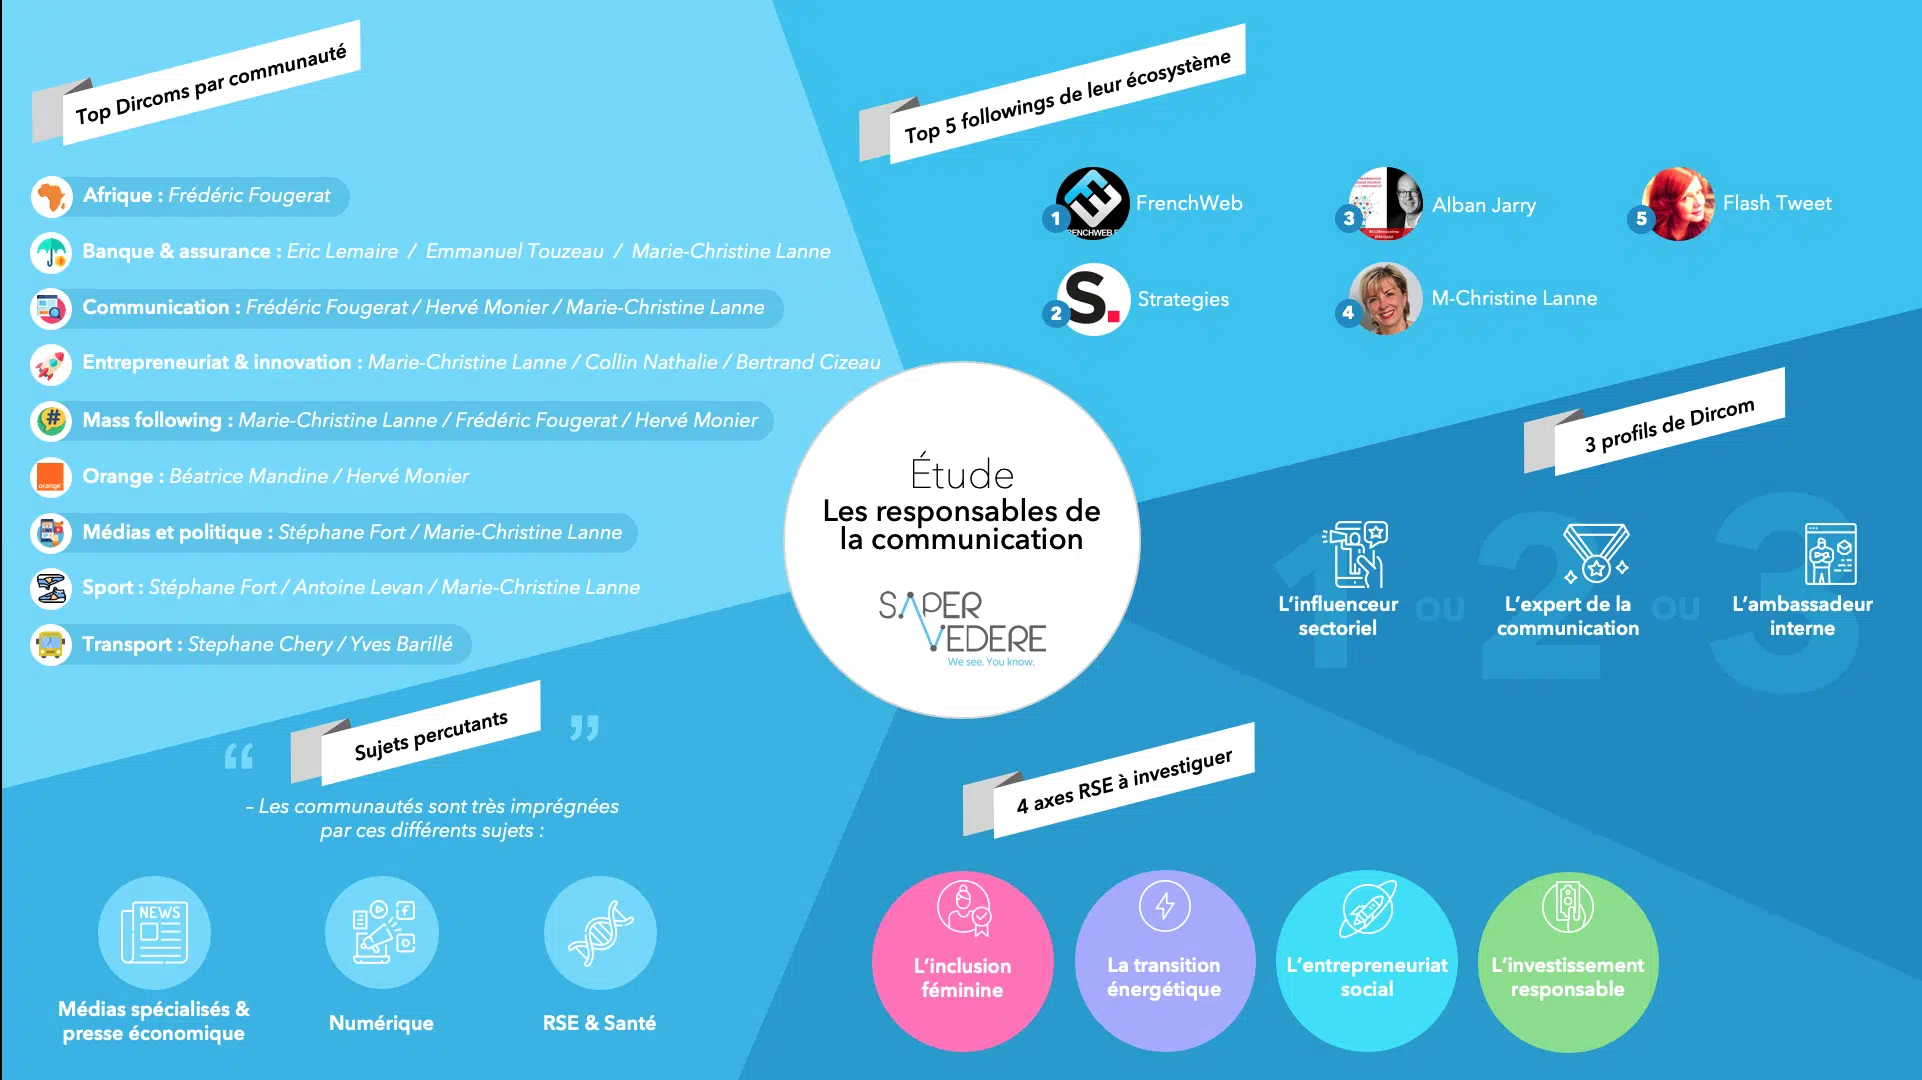 Top Dircoms par communauté
Afrique : Frédéric Fougerat
Banque & assurance : Eric Lemaire / Emmanuel Touzeau / Marie-Christine Lanne
Communication : Frédéric Fougerat / Hervé Monier / Marie-Christine Lanne
Entrepreneuriat & innovation : Marie-Christine Lanne / Collin Nathalie / Bertrand Cizeau
#
Mass following : Marie-Christine Lanne / Frédéric Fougerat / Hervé Monier
orange
Orange : Béatrice Mandine / Hervé Monier
Médias et politique : Stéphane Fort / Marie-Christine Lanne
Sport : Stéphane Fort / Antoine Levan / Marie-Christine Lanne
Transport : Stephane Chery / Yves Barillé
Top 5 followings de leur écosystème
1 FrenchWeb
2 Strategies
S.
3 Alban Jarry
4 M-Christine Lanne
5 Flash Tweet
Étude
Les responsables de
la communication
SAPER
VEDERE
We see. You know.
3 profils de Dircom
1
L’influenceur
sectoriel
OU
2
L’expert de la
communication
OU
3
L’ambassadeur
interne
“ Sujets percutants ”
– Les communautés sont très imprégnées
par ces différents sujets :
NEWS
Médias spécialisés &
presse économique
Numérique
RSE & Santé
4 axes RSE à investiguer
L’inclusion
féminine
La transition
énergétique
L’entrepreneuriat
social
L’investissement
responsable